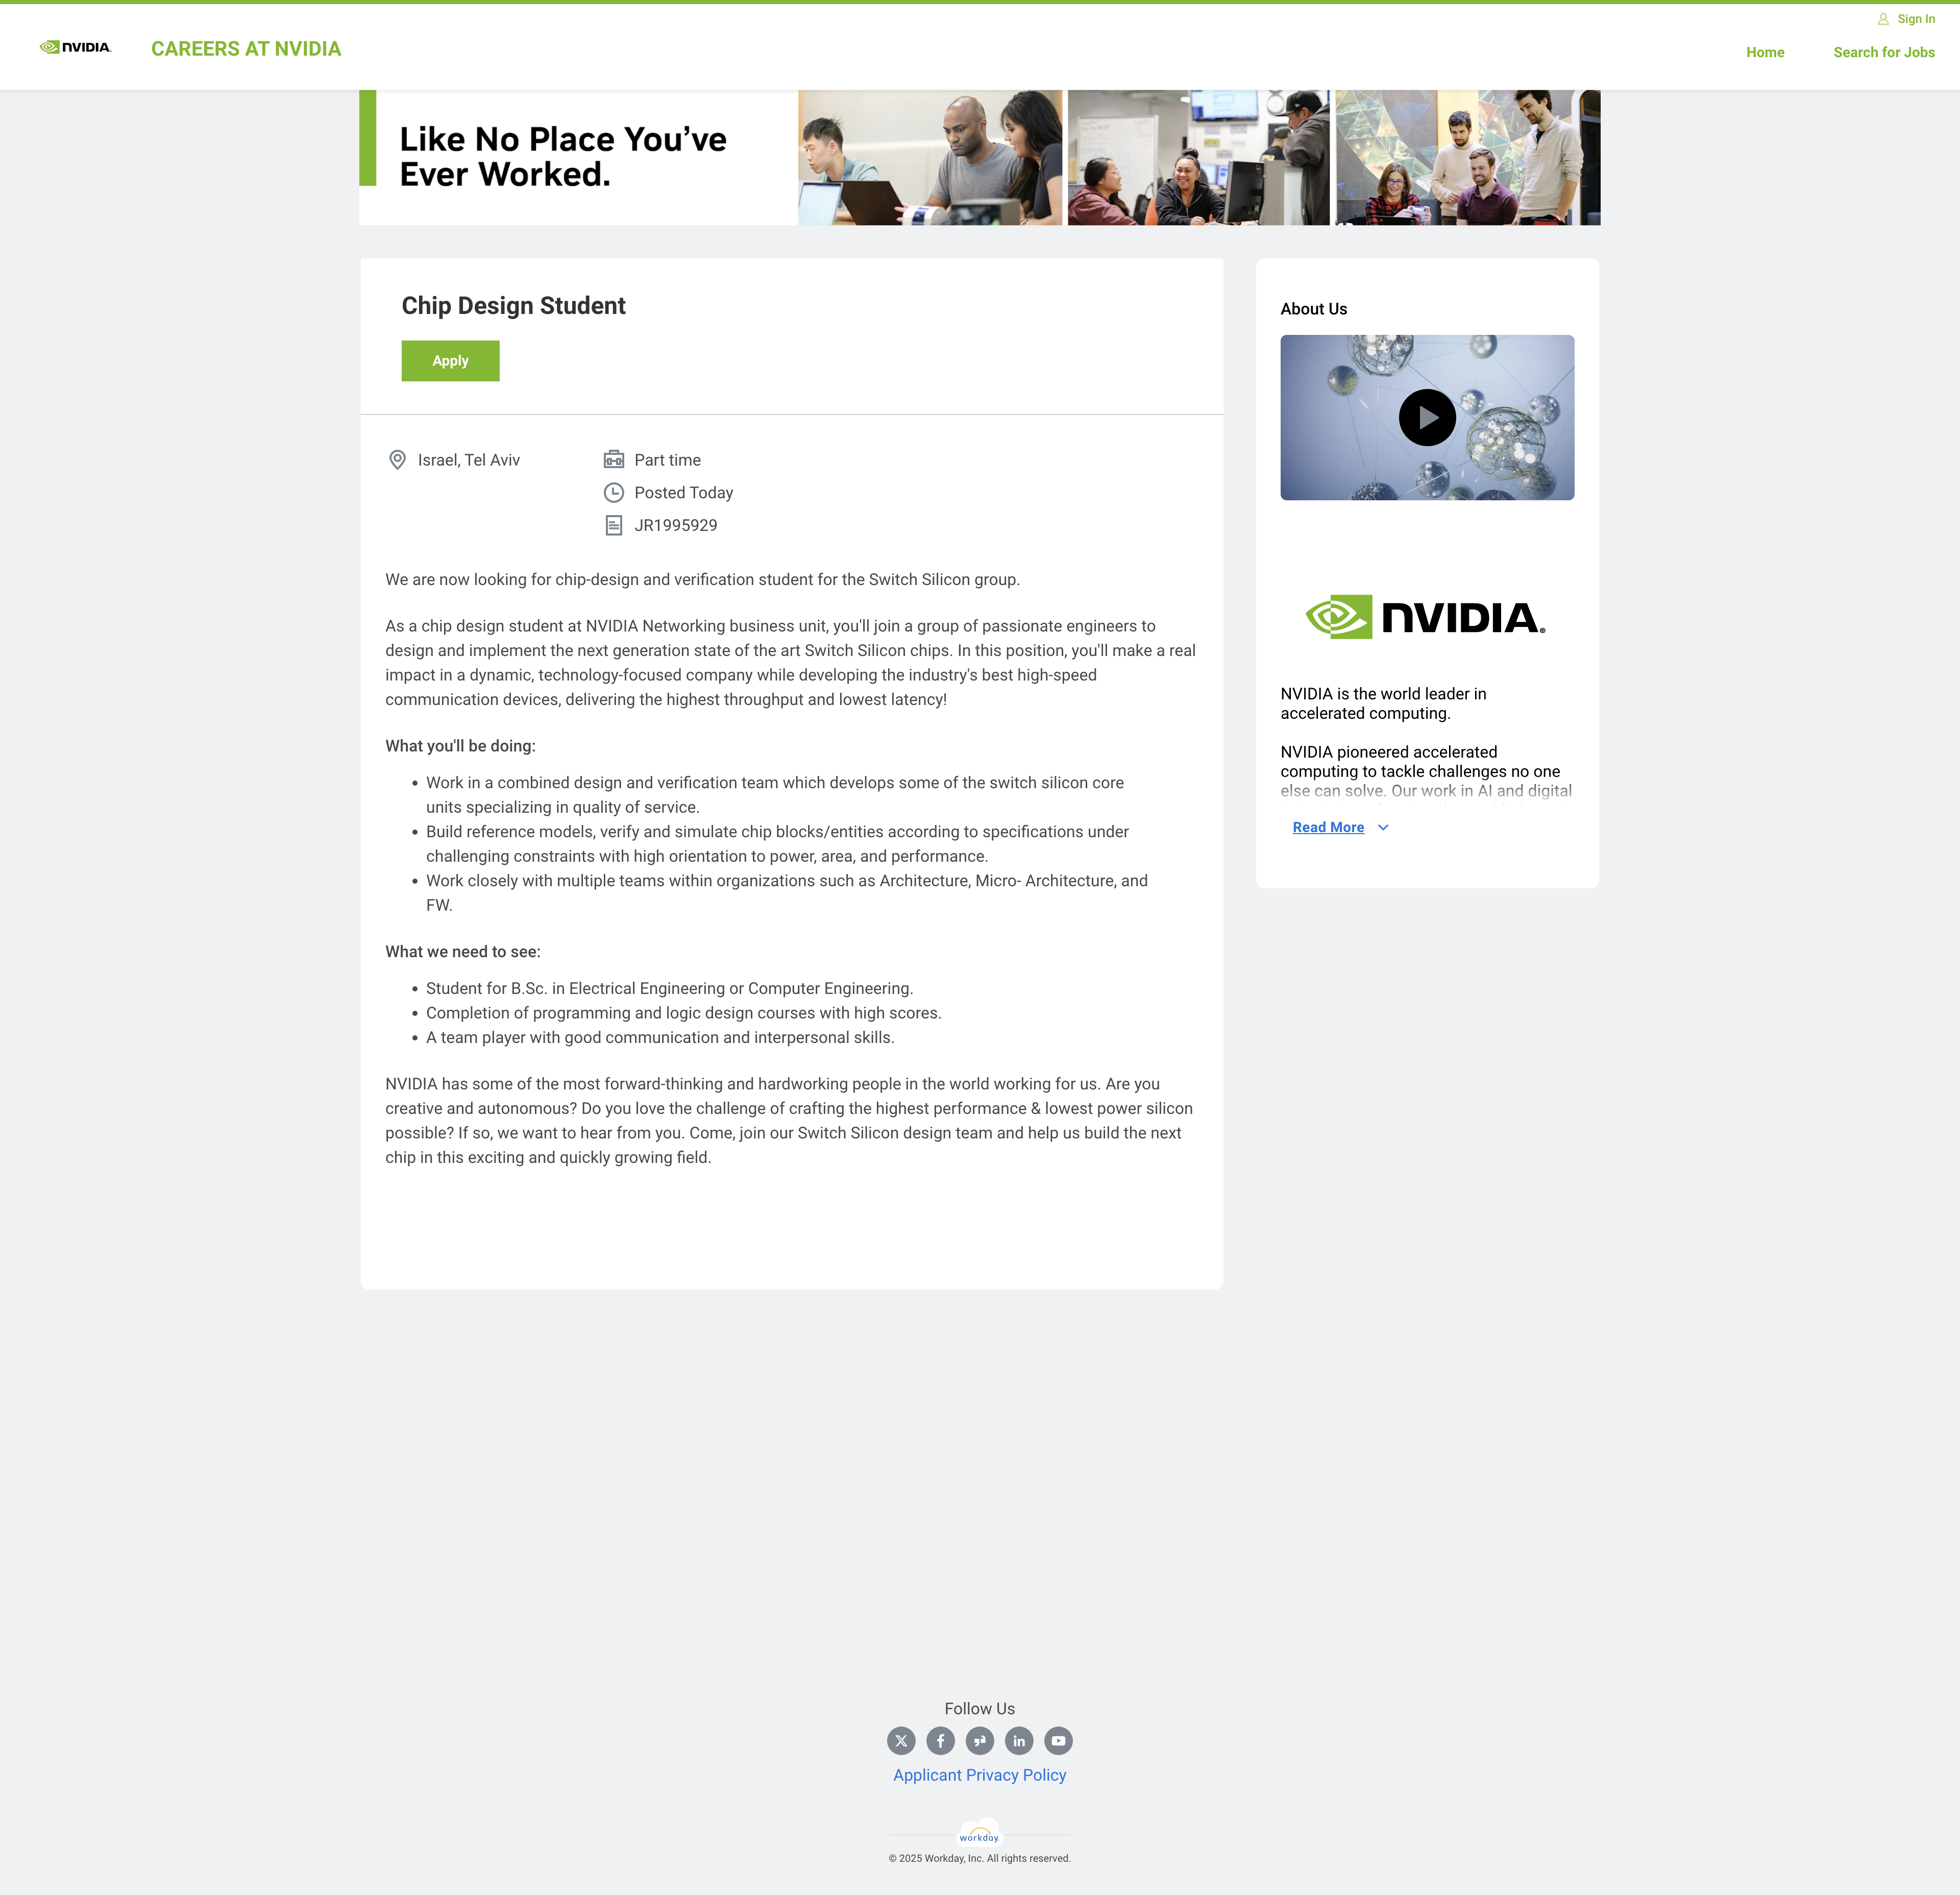 Sign In
NVIDIA
CAREERS AT NVIDIA
Home
Search for Jobs
Like No Place You’ve
Ever Worked.
Chip Design Student
Apply
Israel, Tel Aviv
Part time
Posted Today
JR1995929
We are now looking for chip-design and verification student for the Switch Silicon group.
As a chip design student at NVIDIA Networking business unit, you'll join a group of passionate engineers to
design and implement the next generation state of the art Switch Silicon chips. In this position, you'll make a real
impact in a dynamic, technology-focused company while developing the industry's best high-speed
communication devices, delivering the highest throughput and lowest latency!
What you'll be doing:
• Work in a combined design and verification team which develops some of the switch silicon core
units specializing in quality of service.
• Build reference models, verify and simulate chip blocks/entities according to specifications under
challenging constraints with high orientation to power, area, and performance.
• Work closely with multiple teams within organizations such as Architecture, Micro- Architecture, and
FW.
What we need to see:
• Student for B.Sc. in Electrical Engineering or Computer Engineering.
• Completion of programming and logic design courses with high scores.
• A team player with good communication and interpersonal skills.
NVIDIA has some of the most forward-thinking and hardworking people in the world working for us. Are you
creative and autonomous? Do you love the challenge of crafting the highest performance & lowest power silicon
possible? If so, we want to hear from you. Come, join our Switch Silicon design team and help us build the next
chip in this exciting and quickly growing field.
About Us
NVIDIA®
NVIDIA is the world leader in
accelerated computing.
NVIDIA pioneered accelerated
computing to tackle challenges no one
else can solve. Our work in AI and digital
Read More
Follow Us
Applicant Privacy Policy
workday.
© 2025 Workday, Inc. All rights reserved.